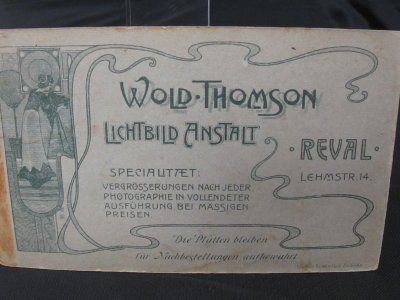 WOLD·THOMSON
LICHTBILD ANSTALT
·REVAL·
LEHMSTR. 14.
SPECIALITÆT:
VERGRÖSSERUNGEN NACH JEDER
PHOTOGRAPHIE IN VOLLENDETER
AUSFÜHRUNG BEI MÄSSIGEN
PREISEN.
Die Platten bleiben
für Nachbestellungen aufbewahrt